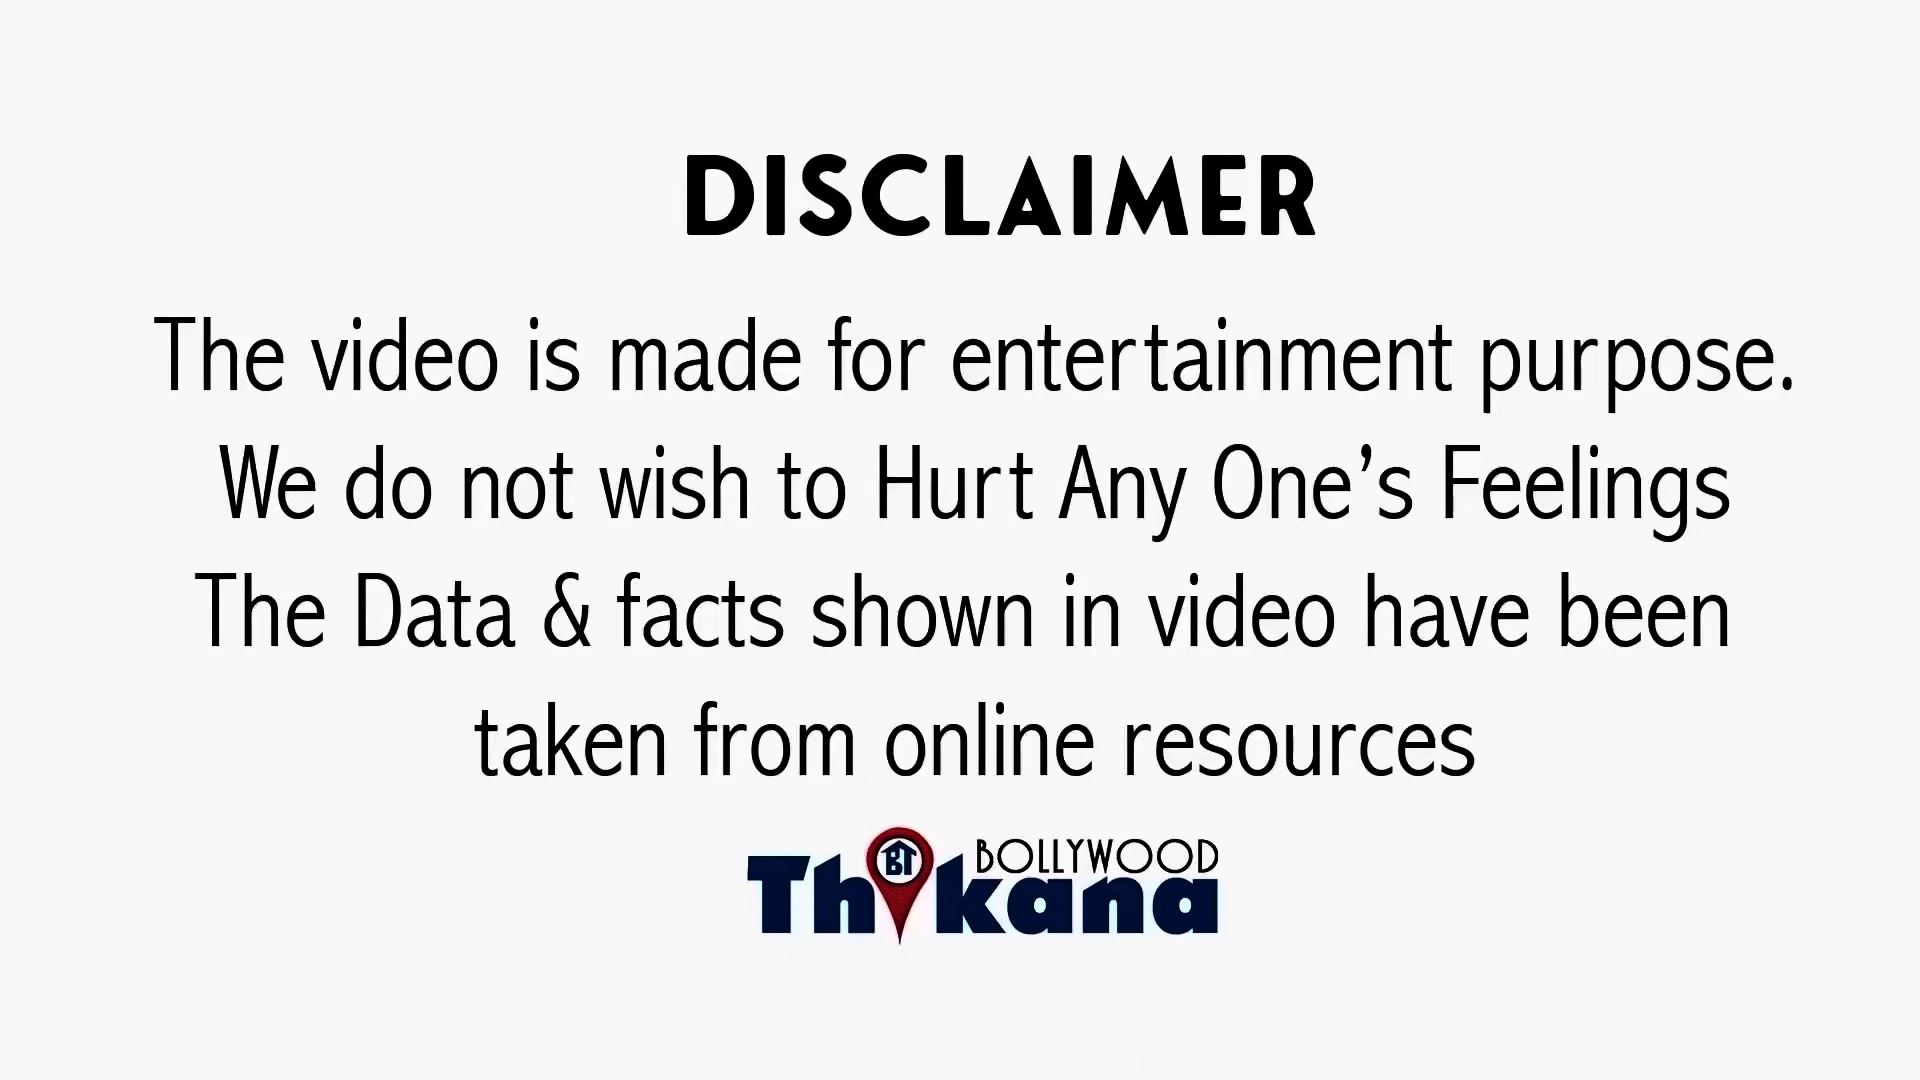 DISCLAIMER
The video is made for entertainment purpose.
We do not wish to Hurt Any One’s Feelings
The Data & facts shown in video have been
taken from online resources
BOLLYWOOD
BT
Thikana